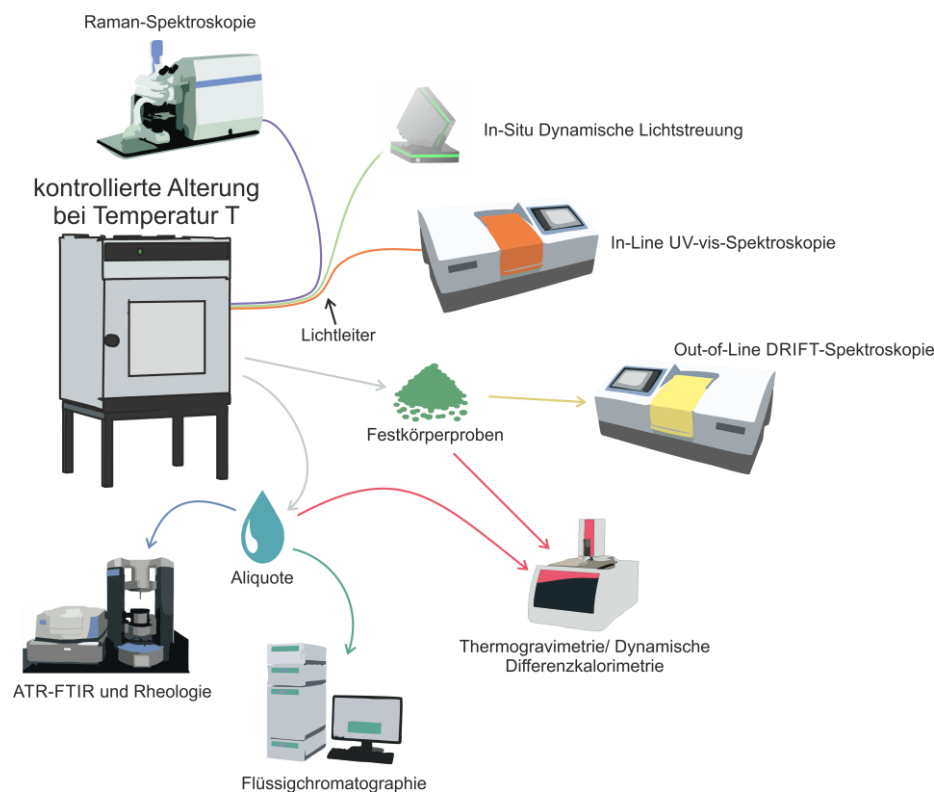 Raman-Spektroskopie
In-Situ Dynamische Lichtstreuung
kontrollierte Alterung
bei Temperatur T
In-Line UV-vis-Spektroskopie
Lichtleiter
Out-of-Line DRIFT-Spektroskopie
Festkörperproben
Aliquote
Thermogravimetrie/ Dynamische
Differenzkalorimetrie
ATR-FTIR und Rheologie
Flüssigchromatographie